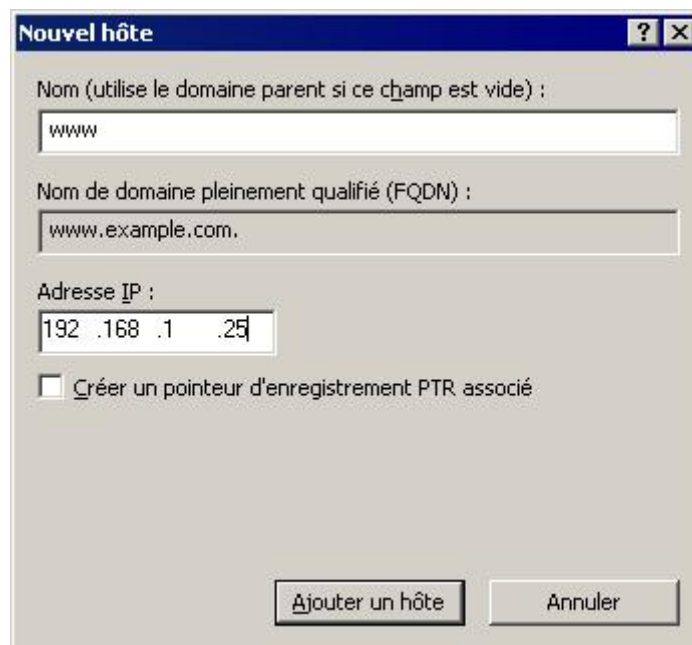 Nouvel hôte
Nom (utilise le domaine parent si ce champ est vide) :
www
Nom de domaine pleinement qualifié (FQDN) :
www.example.com.
Adresse IP :
192 .168 .1 .25
Créer un pointeur d'enregistrement PTR associé
Ajouter un hôte Annuler